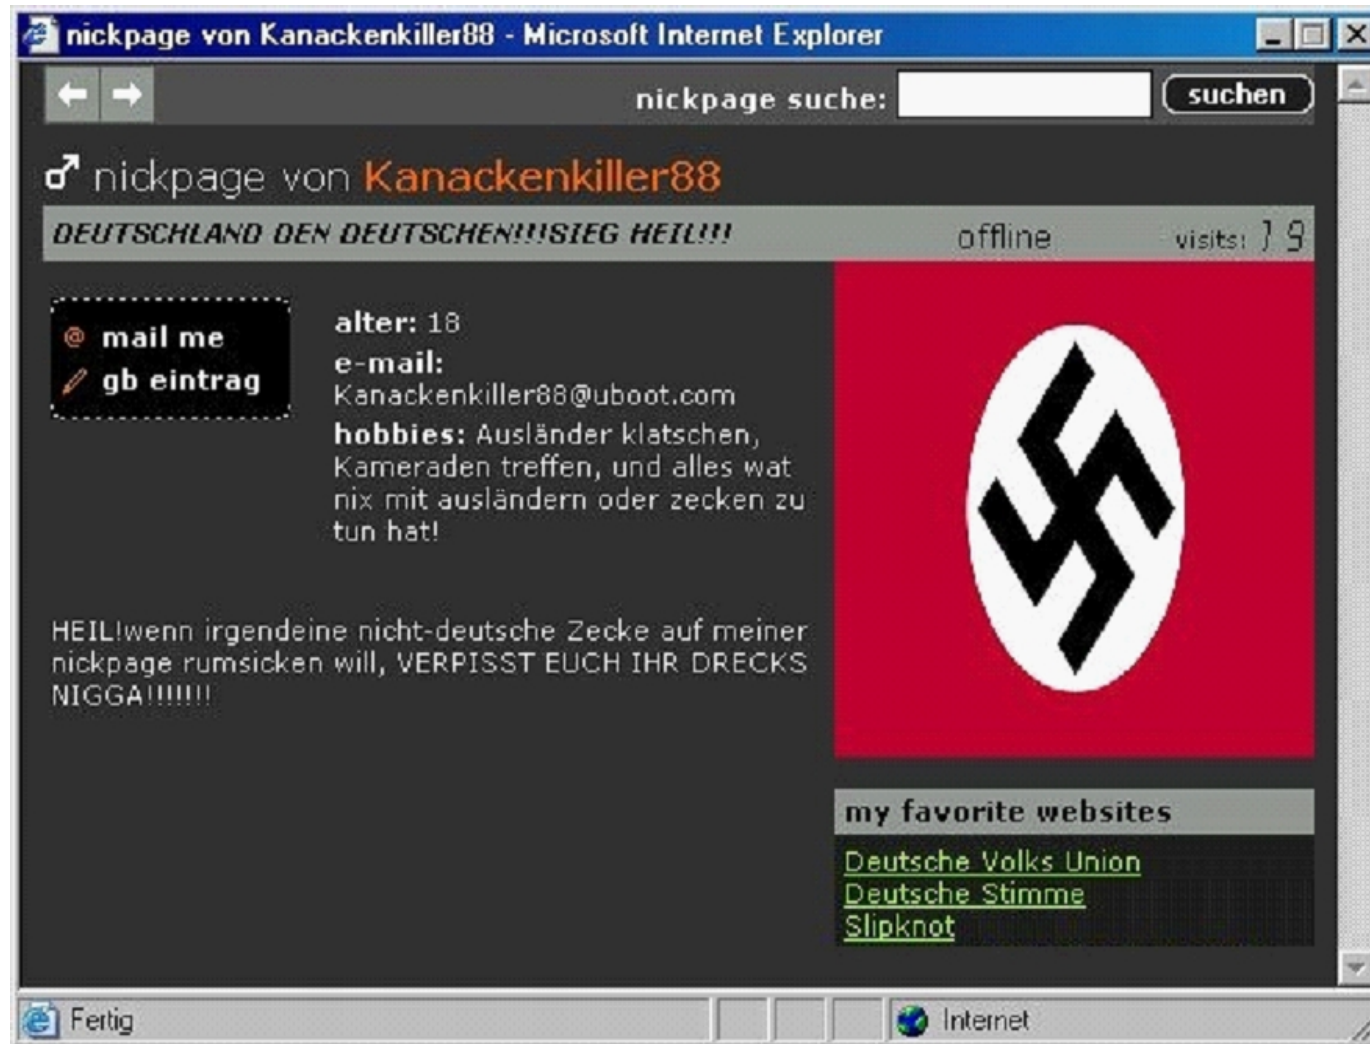 nickpage von Kanackenkiller88 - Microsoft Internet Explorer
nickpage suche: suchen
nickpage von Kanackenkiller88
DEUTSCHLAND DEN DEUTSCHEN!!!SIEG HEIL!!! offline visits: 19
mail me
gb eintrag
alter: 18
e-mail:
Kanackenkiller88@uboot.com
hobbies: Ausländer klatschen,
Kameraden treffen, und alles wat
nix mit ausländern oder zecken zu
tun hat!
HEIL!wenn irgendeine nicht-deutsche Zecke auf meiner
nickpage rumsicken will, VERPISST EUCH IHR DRECKS
NIGGA!!!!!!!
my favorite websites
Deutsche Volks Union
Deutsche Stimme
Slipknot
Fertig Internet